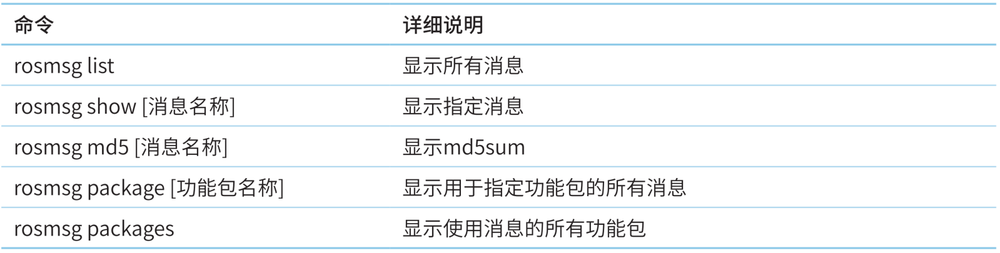 命令 详细说明
rosmsg list 显示所有消息
rosmsg show [消息名称] 显示指定消息
rosmsg md5 [消息名称] 显示md5sum
rosmsg package [功能包名称] 显示用于指定功能包的所有消息
rosmsg packages 显示使用消息的所有功能包